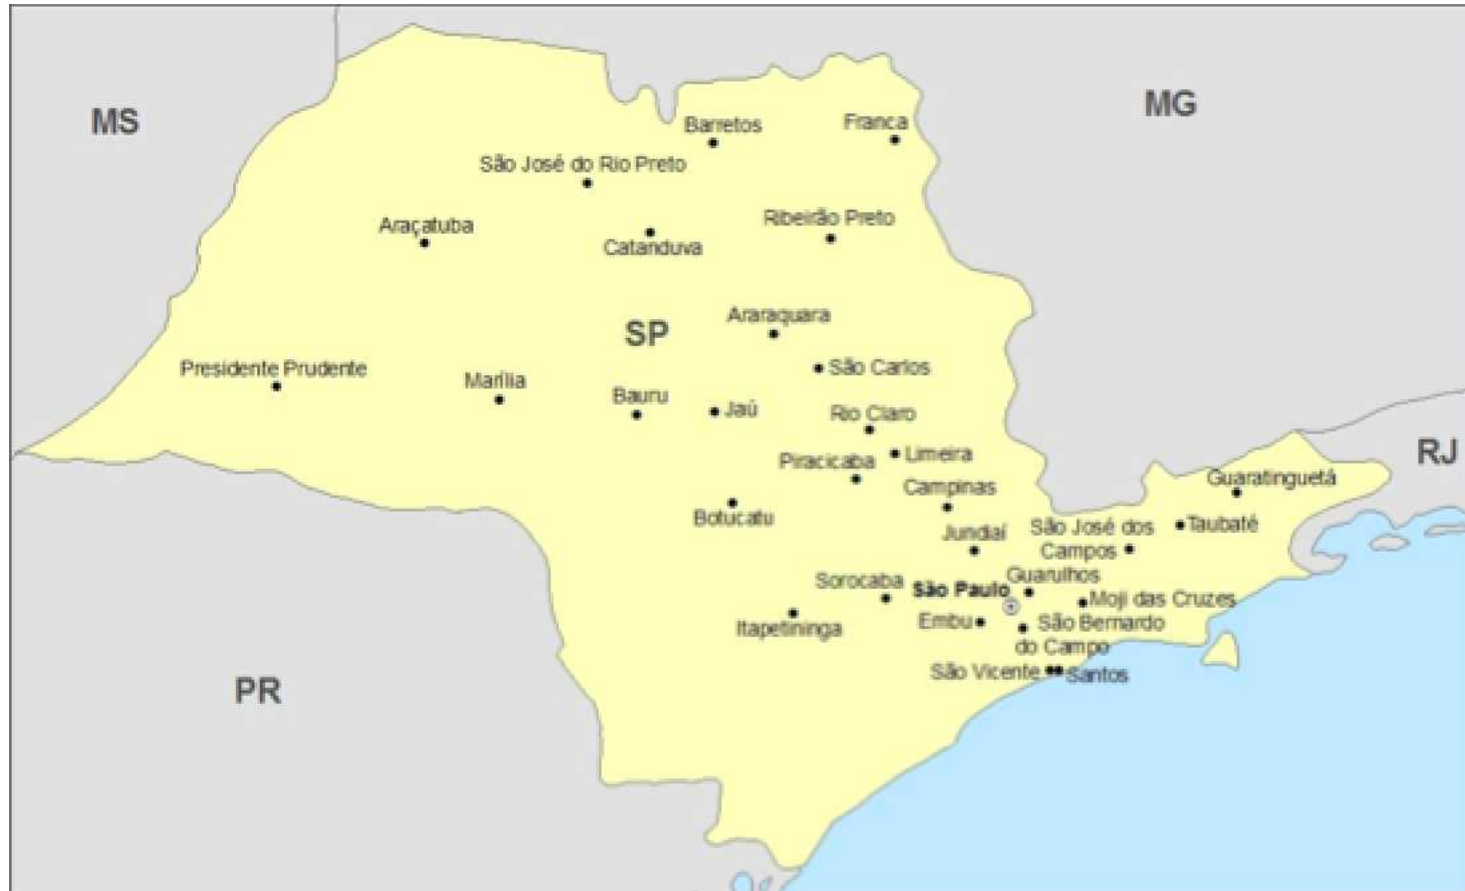 MS
MG
Barretos
Franca
São José do Rio Preto
Araçatuba
Ribeirão Preto
Catanduva
Araraquara
SP
São Carlos
Presidente Prudente
Marília
Bauru
Jaú
Rio Claro
RJ
Limeira
Piracicaba
Guaratinguetá
Campinas
Botucatu
São José dos
Campos
Taubaté
Jundiaí
Guarulhos
Sorocaba
São Paulo
Moji das Cruzes
Itapetininga
Embu
São Bernardo
do Campo
São Vicente
Santos
PR